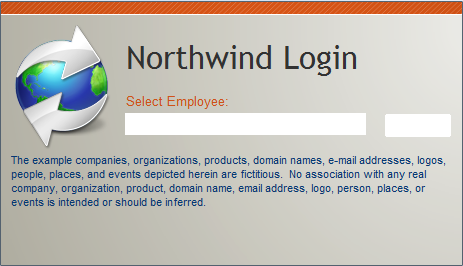 Northwind Login
Select Employee:
The example companies, organizations, products, domain names, e-mail addresses, logos,
people, places, and events depicted herein are fictitious.  No association with any real
company, organization, product, domain name, email address, logo, person, places, or
events is intended or should be inferred.